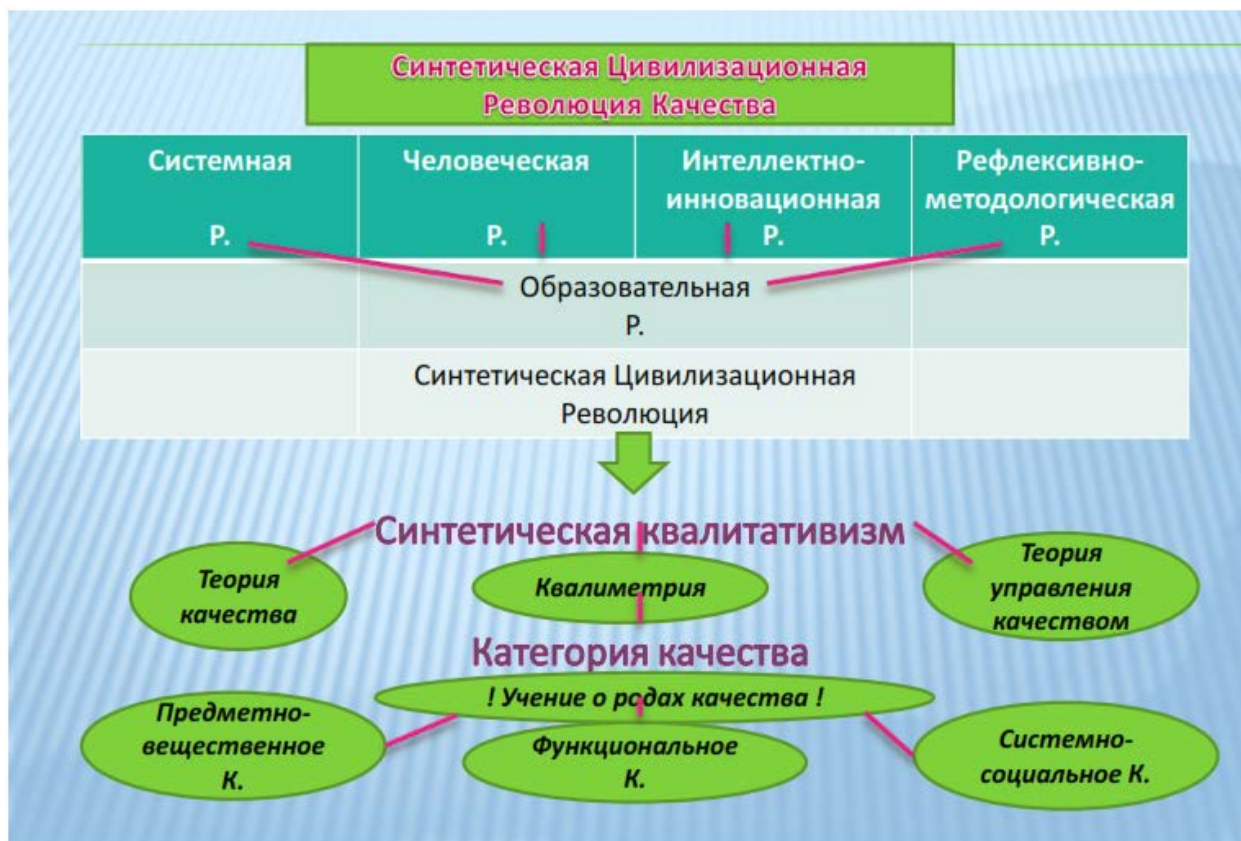 Синтетическая Цивилизационная
Революция Качества
Системная
Р.
Человеческая
Р.
Интеллектно-
инновационная
Р.
Рефлексивно-
методологическая
Р.
Образовательная
Р.
Синтетическая Цивилизационная
Революция
Синтетическая квалитативизм
Теория
качества
Квалиметрия
Теория
управления
качеством
Категория качества
! Учение о родах качества !
Предметно-
вещественное
К.
Функциональное
К.
Системно-
социальное К.